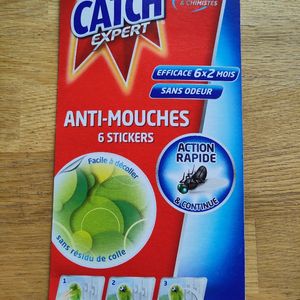 CATCH
EXPERT
& CHIMISTES
EFFICACE 6x2 MOIS
SANS ODEUR
ANTI-MOUCHES
6 STICKERS
ACTION
RAPIDE
& CONTINUE
Facile à décoller
sans résidu de colle
1
2
3